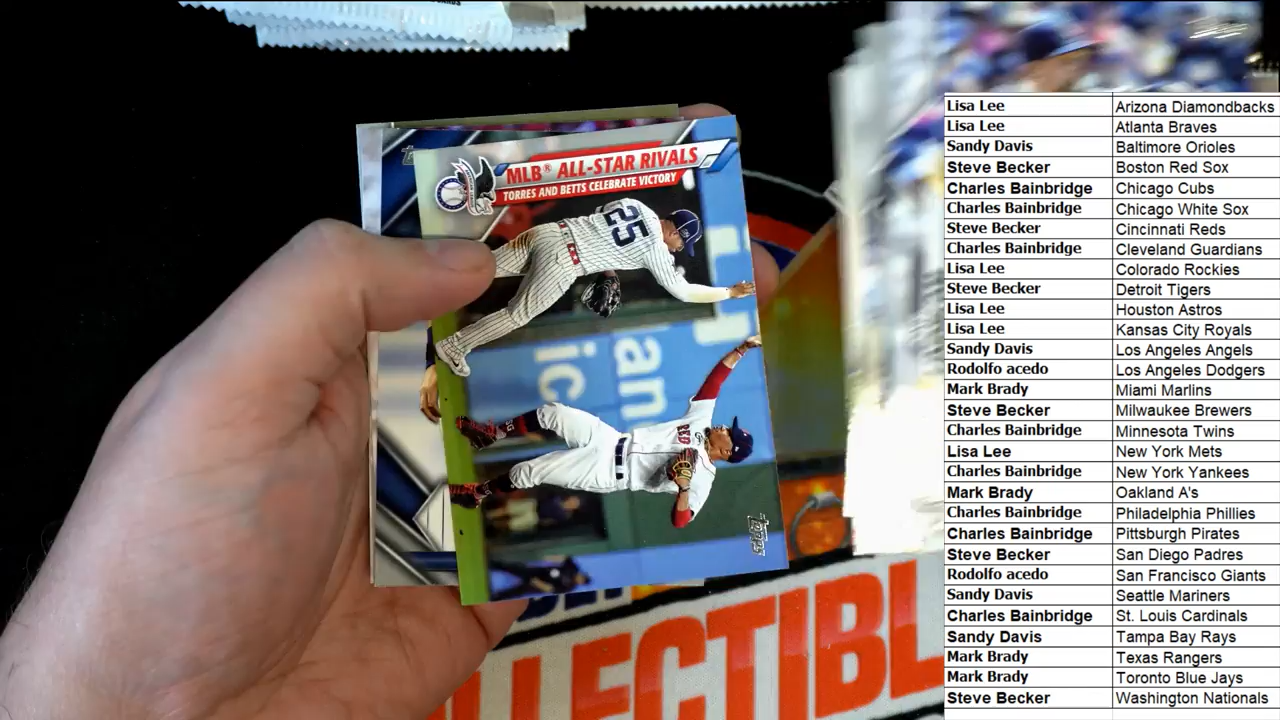 MLB® ALL-STAR RIVALS
TORRES AND BETTS CELEBRATE VICTORY
25
Topps
LLECTIBL
Lisa Lee Arizona Diamondbacks
Lisa Lee Atlanta Braves
Sandy Davis Baltimore Orioles
Steve Becker Boston Red Sox
Charles Bainbridge Chicago Cubs
Charles Bainbridge Chicago White Sox
Steve Becker Cincinnati Reds
Charles Bainbridge Cleveland Guardians
Lisa Lee Colorado Rockies
Steve Becker Detroit Tigers
Lisa Lee Houston Astros
Lisa Lee Kansas City Royals
Sandy Davis Los Angeles Angels
Rodolfo acedo Los Angeles Dodgers
Mark Brady Miami Marlins
Steve Becker Milwaukee Brewers
Charles Bainbridge Minnesota Twins
Lisa Lee New York Mets
Charles Bainbridge New York Yankees
Mark Brady Oakland A's
Charles Bainbridge Philadelphia Phillies
Charles Bainbridge Pittsburgh Pirates
Steve Becker San Diego Padres
Rodolfo acedo San Francisco Giants
Sandy Davis Seattle Mariners
Charles Bainbridge St. Louis Cardinals
Sandy Davis Tampa Bay Rays
Mark Brady Texas Rangers
Mark Brady Toronto Blue Jays
Steve Becker Washington Nationals